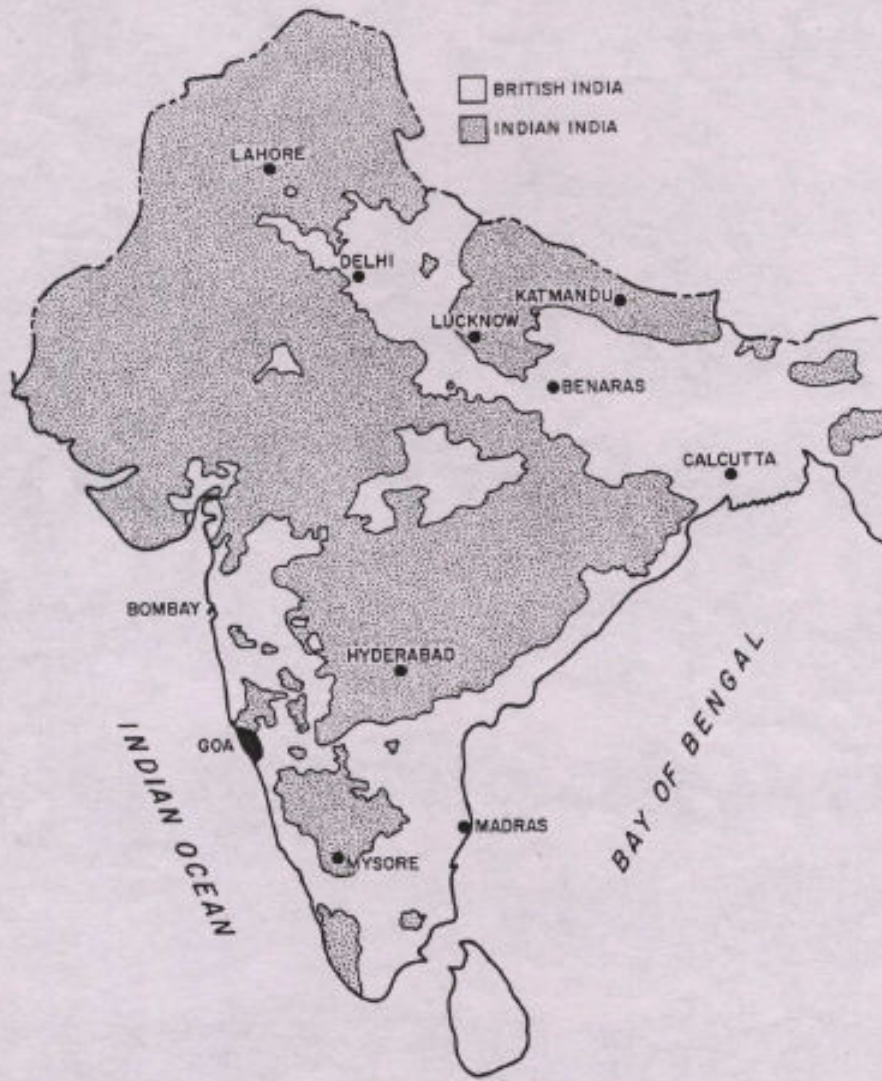 BRITISH INDIA
INDIAN INDIA
LAHORE
DELHI
KATMANDU
LUCKNOW
BENARAS
CALCUTTA
BOMBAY
HYDERABAD
GOA
MADRAS
MYSORE
INDIAN OCEAN
BAY OF BENGAL